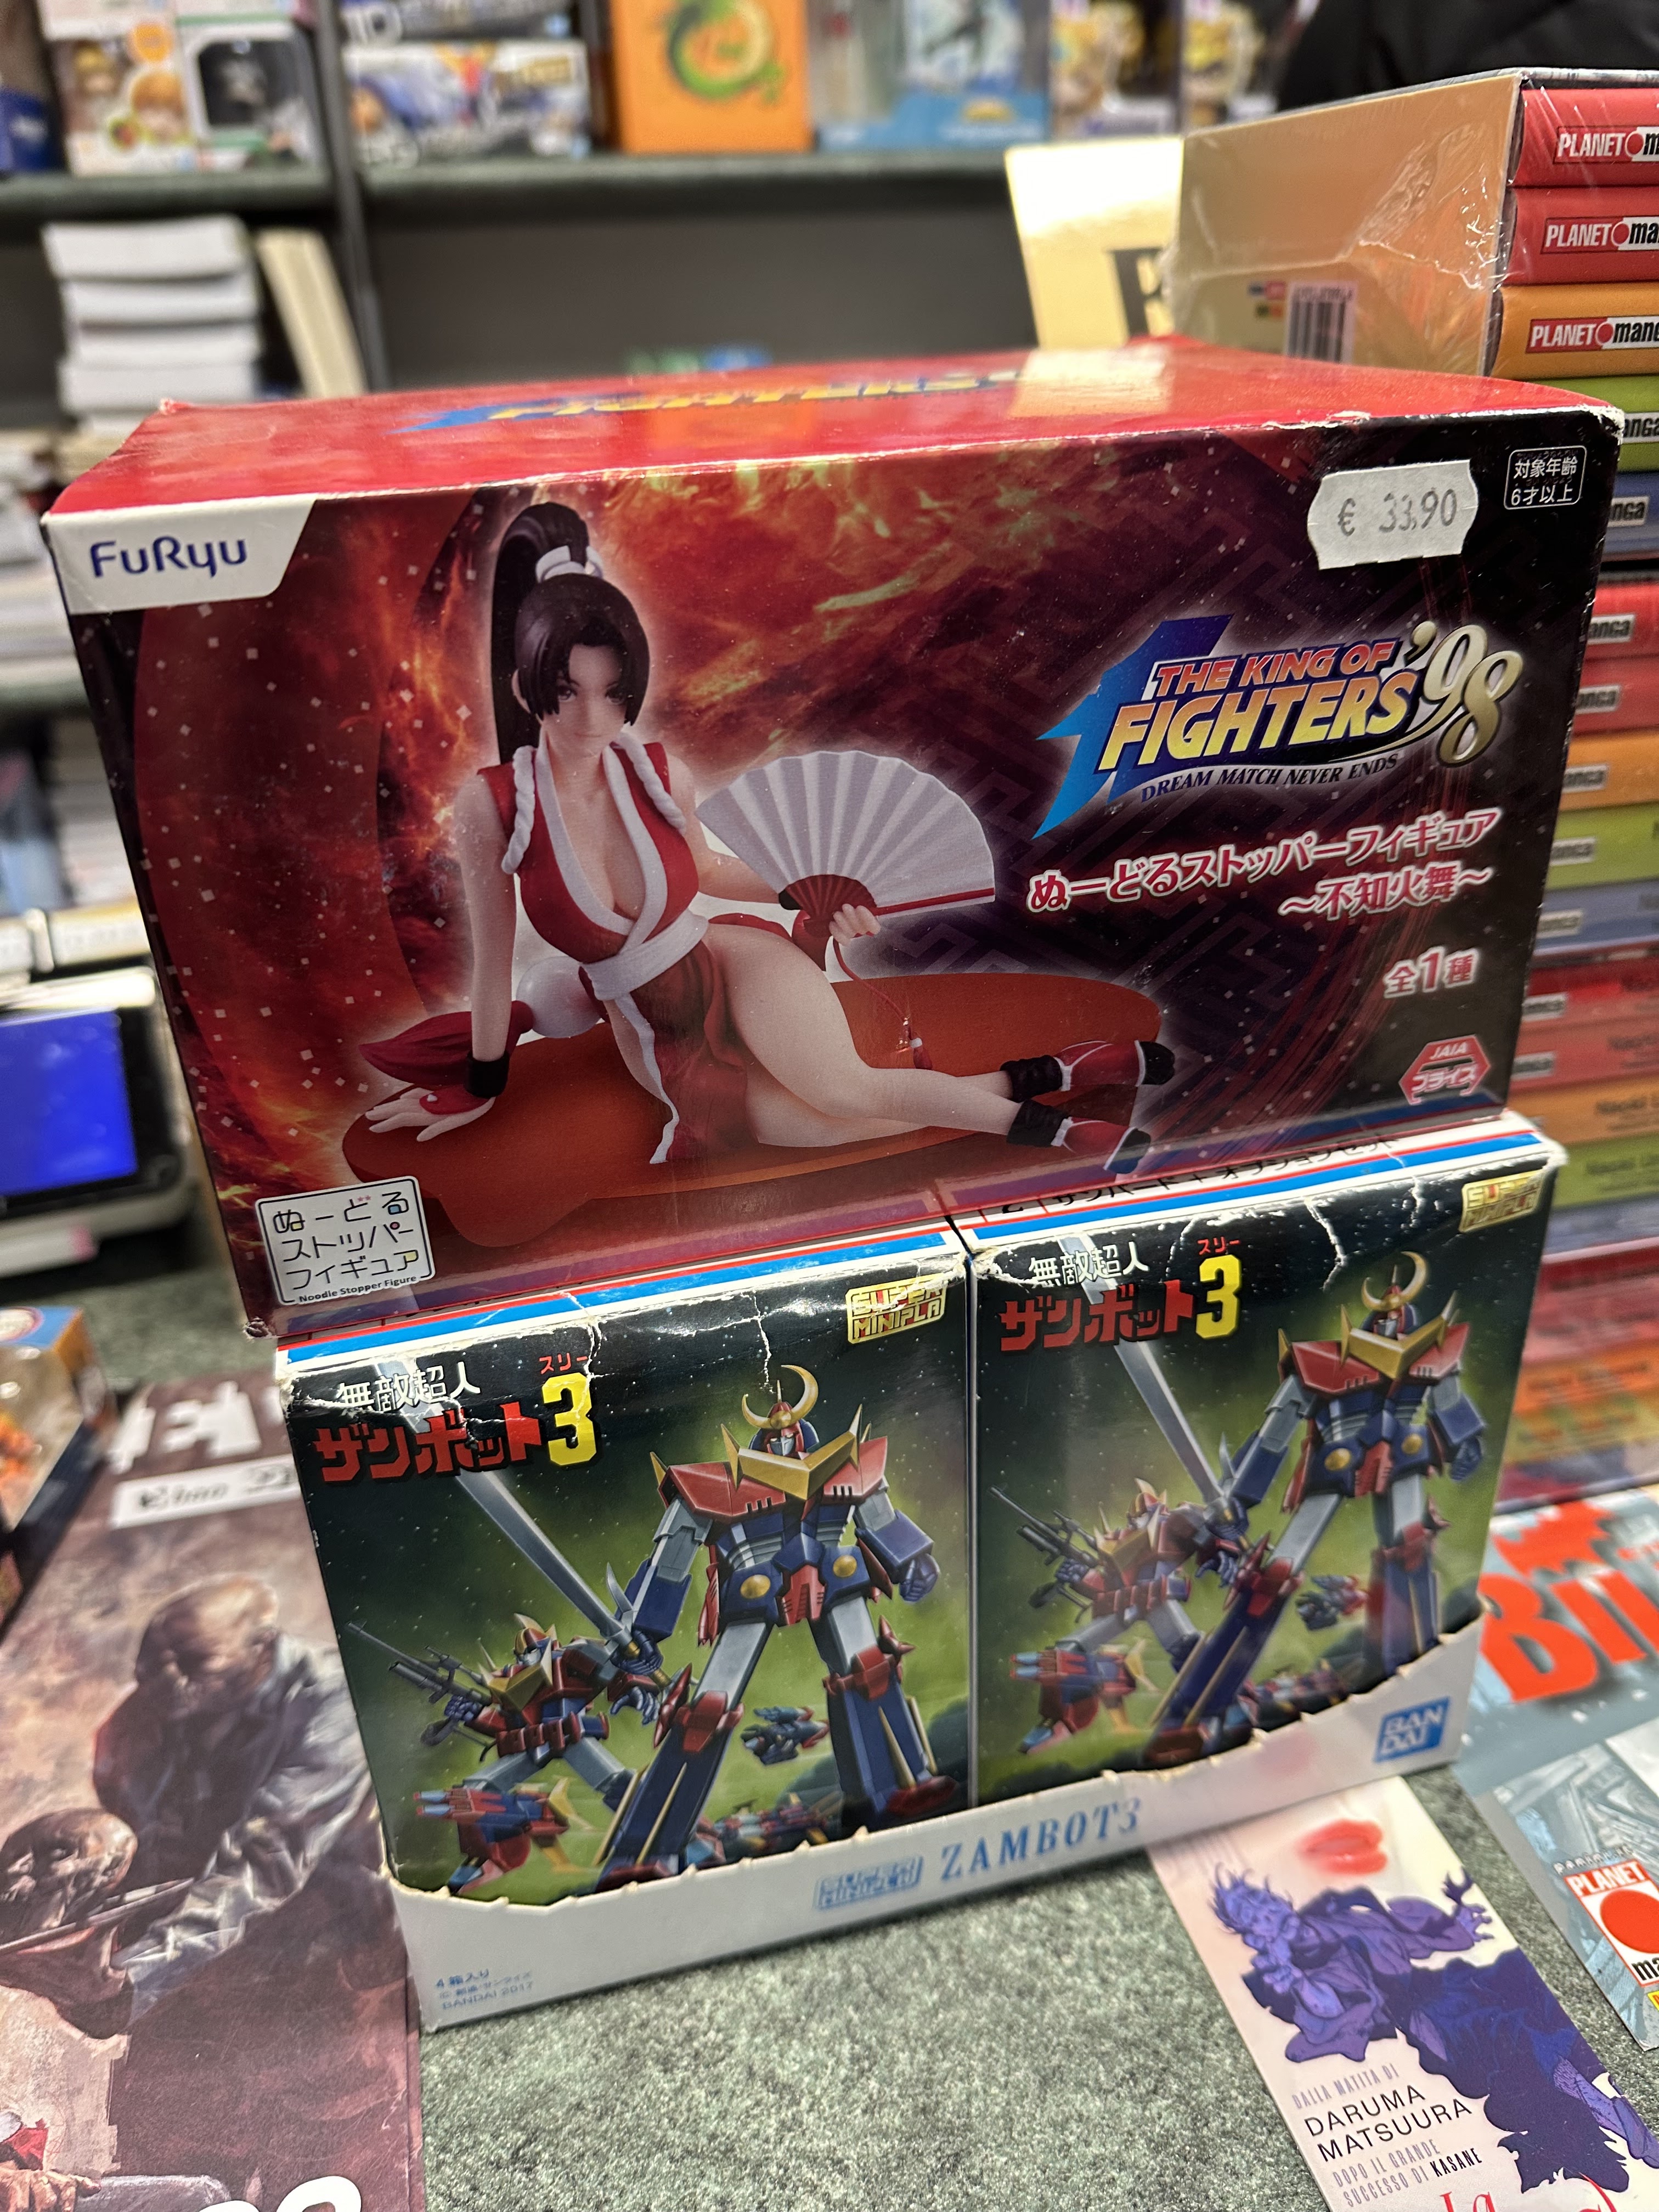 PLANET
PLANET
PLANET
FuRyu
€ 33,90
対象年齢
6才以上
THE KING OF
FIGHTERS '98
DREAM MATCH NEVER ENDS
ぬーどるストッパーフィギュア
～不知火舞～
全1種
JAIA
プライズ
ぬーどる
ストッパー
フィギュア
Noodle Stopper Figure
無敵超人
スリー
ザンボット3
SUPER
MINIPLA
無敵超人
スリー
ザンボット3
SUPER
MINIPLA
BAN
DAI
SUPER
MINIPLA
ZAMBOT3
4箱入り
BANDAI 2017
PLANET
DALLA MATITA DI
DARUMA
MATSUURA
DOPO IL GRANDE
SUCCESSO DI KASANE
La